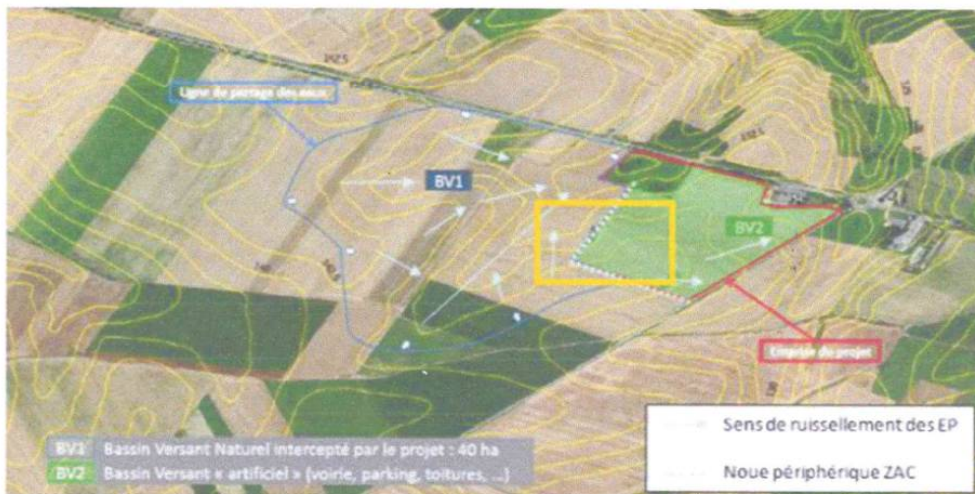 Ligne de partage des eaux
BV1
BV2
Emprise du projet
BV1 Bassin Versant Naturel intercepté par le projet : 40 ha
BV2 Bassin Versant « artificiel » (voirie, parking, toitures, ...)
Sens de ruissellement des EP
Noue périphérique ZAC